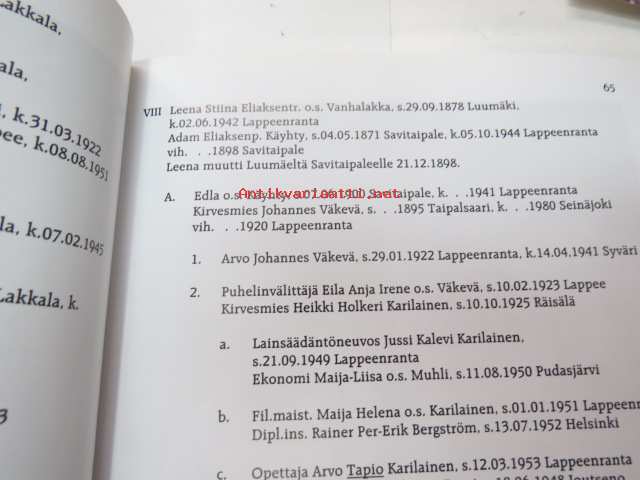 akkala,
ala,
k.31.03.1922
pee, k.08.08.1951
la, k.07.02.1945
Lakkala, k.
3
65
VIII Leena Stiina Eliaksentr. o.s. Vanhalakka, s.29.09.1878 Luumäki,
k.02.06.1942 Lappeenranta
Adam Eliaksenp. Käyhty, s.04.05.1871 Savitaipale, k.05.10.1944 Lappeenranta
vih. . .1898 Savitaipale
Leena muutti Luumäeltä Savitaipaleelle 21.12.1898.
Antikvariaatti.net
A. Edla o.s. Käyhty, Savitaipale, k. . .1941 Lappeenranta
Kirvesmies Johannes Väkevä, s. . .1895 Taipalsaari, k. . .1980 Seinäjoki
vih. . .1920 Lappeenranta
1. Arvo Johannes Väkevä, s.29.01.1922 Lappeenranta, k.14.04.1941 Syväri
2. Puhelinvälittäjä Eila Anja Irene o.s. Väkevä, s.10.02.1923 Lappee
Kirvesmies Heikki Holkeri Karilainen, s.10.10.1925 Räisälä
a. Lainsäädäntöneuvos Jussi Kalevi Karilainen,
s.21.09.1949 Lappeenranta
Ekonomi Maija-Liisa o.s. Muhli, s.11.08.1950 Pudasjärvi
b. Fil.maist. Maija Helena o.s. Karilainen, s.01.01.1951 Lappeenr
Dipl.ins. Rainer Per-Erik Bergström, s.13.07.1952 Helsinki
c. Opettaja Arvo Tapio Karilainen, s.12.03.1953 Lappeenranta